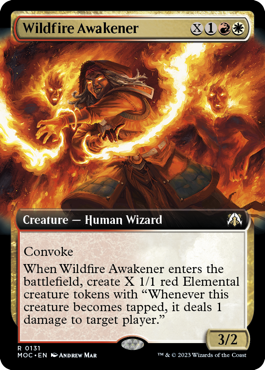 Wildfire Awakener X1
Creature — Human Wizard
Convoke
When Wildfire Awakener enters the
battlefield, create X 1/1 red Elemental
creature tokens with “Whenever this
creature becomes tapped, it deals 1
damage to target player.”
3/2
R 0131
MOC • EN Andrew Mar
™ & © 2023 Wizards of the Coast